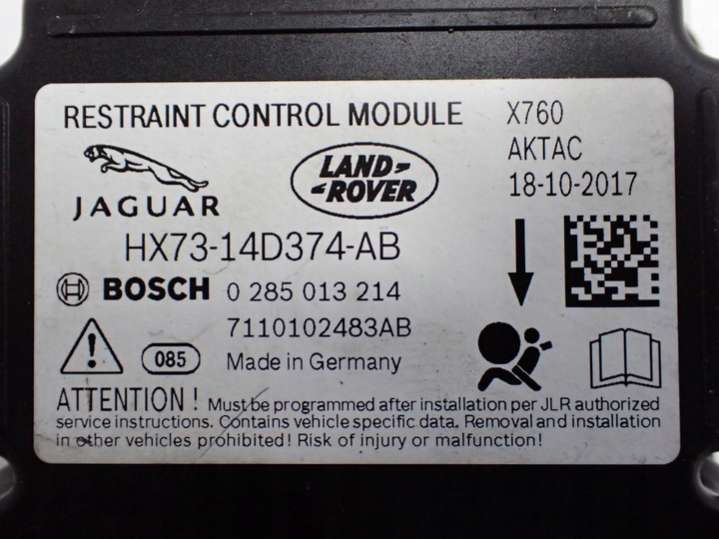 RESTRAINT CONTROL MODULE X760
AKTAC
18-10-2017
JAGUAR
LAND-
-ROVER
HX73-14D374-AB
BOSCH 0 285 013 214
7110102483AB
085 Made in Germany
ATTENTION ! Must be programmed after installation per JLR authorized
service instructions. Contains vehicle specific data. Removal and installation
in other vehicles prohibited! Risk of injury or malfunction!